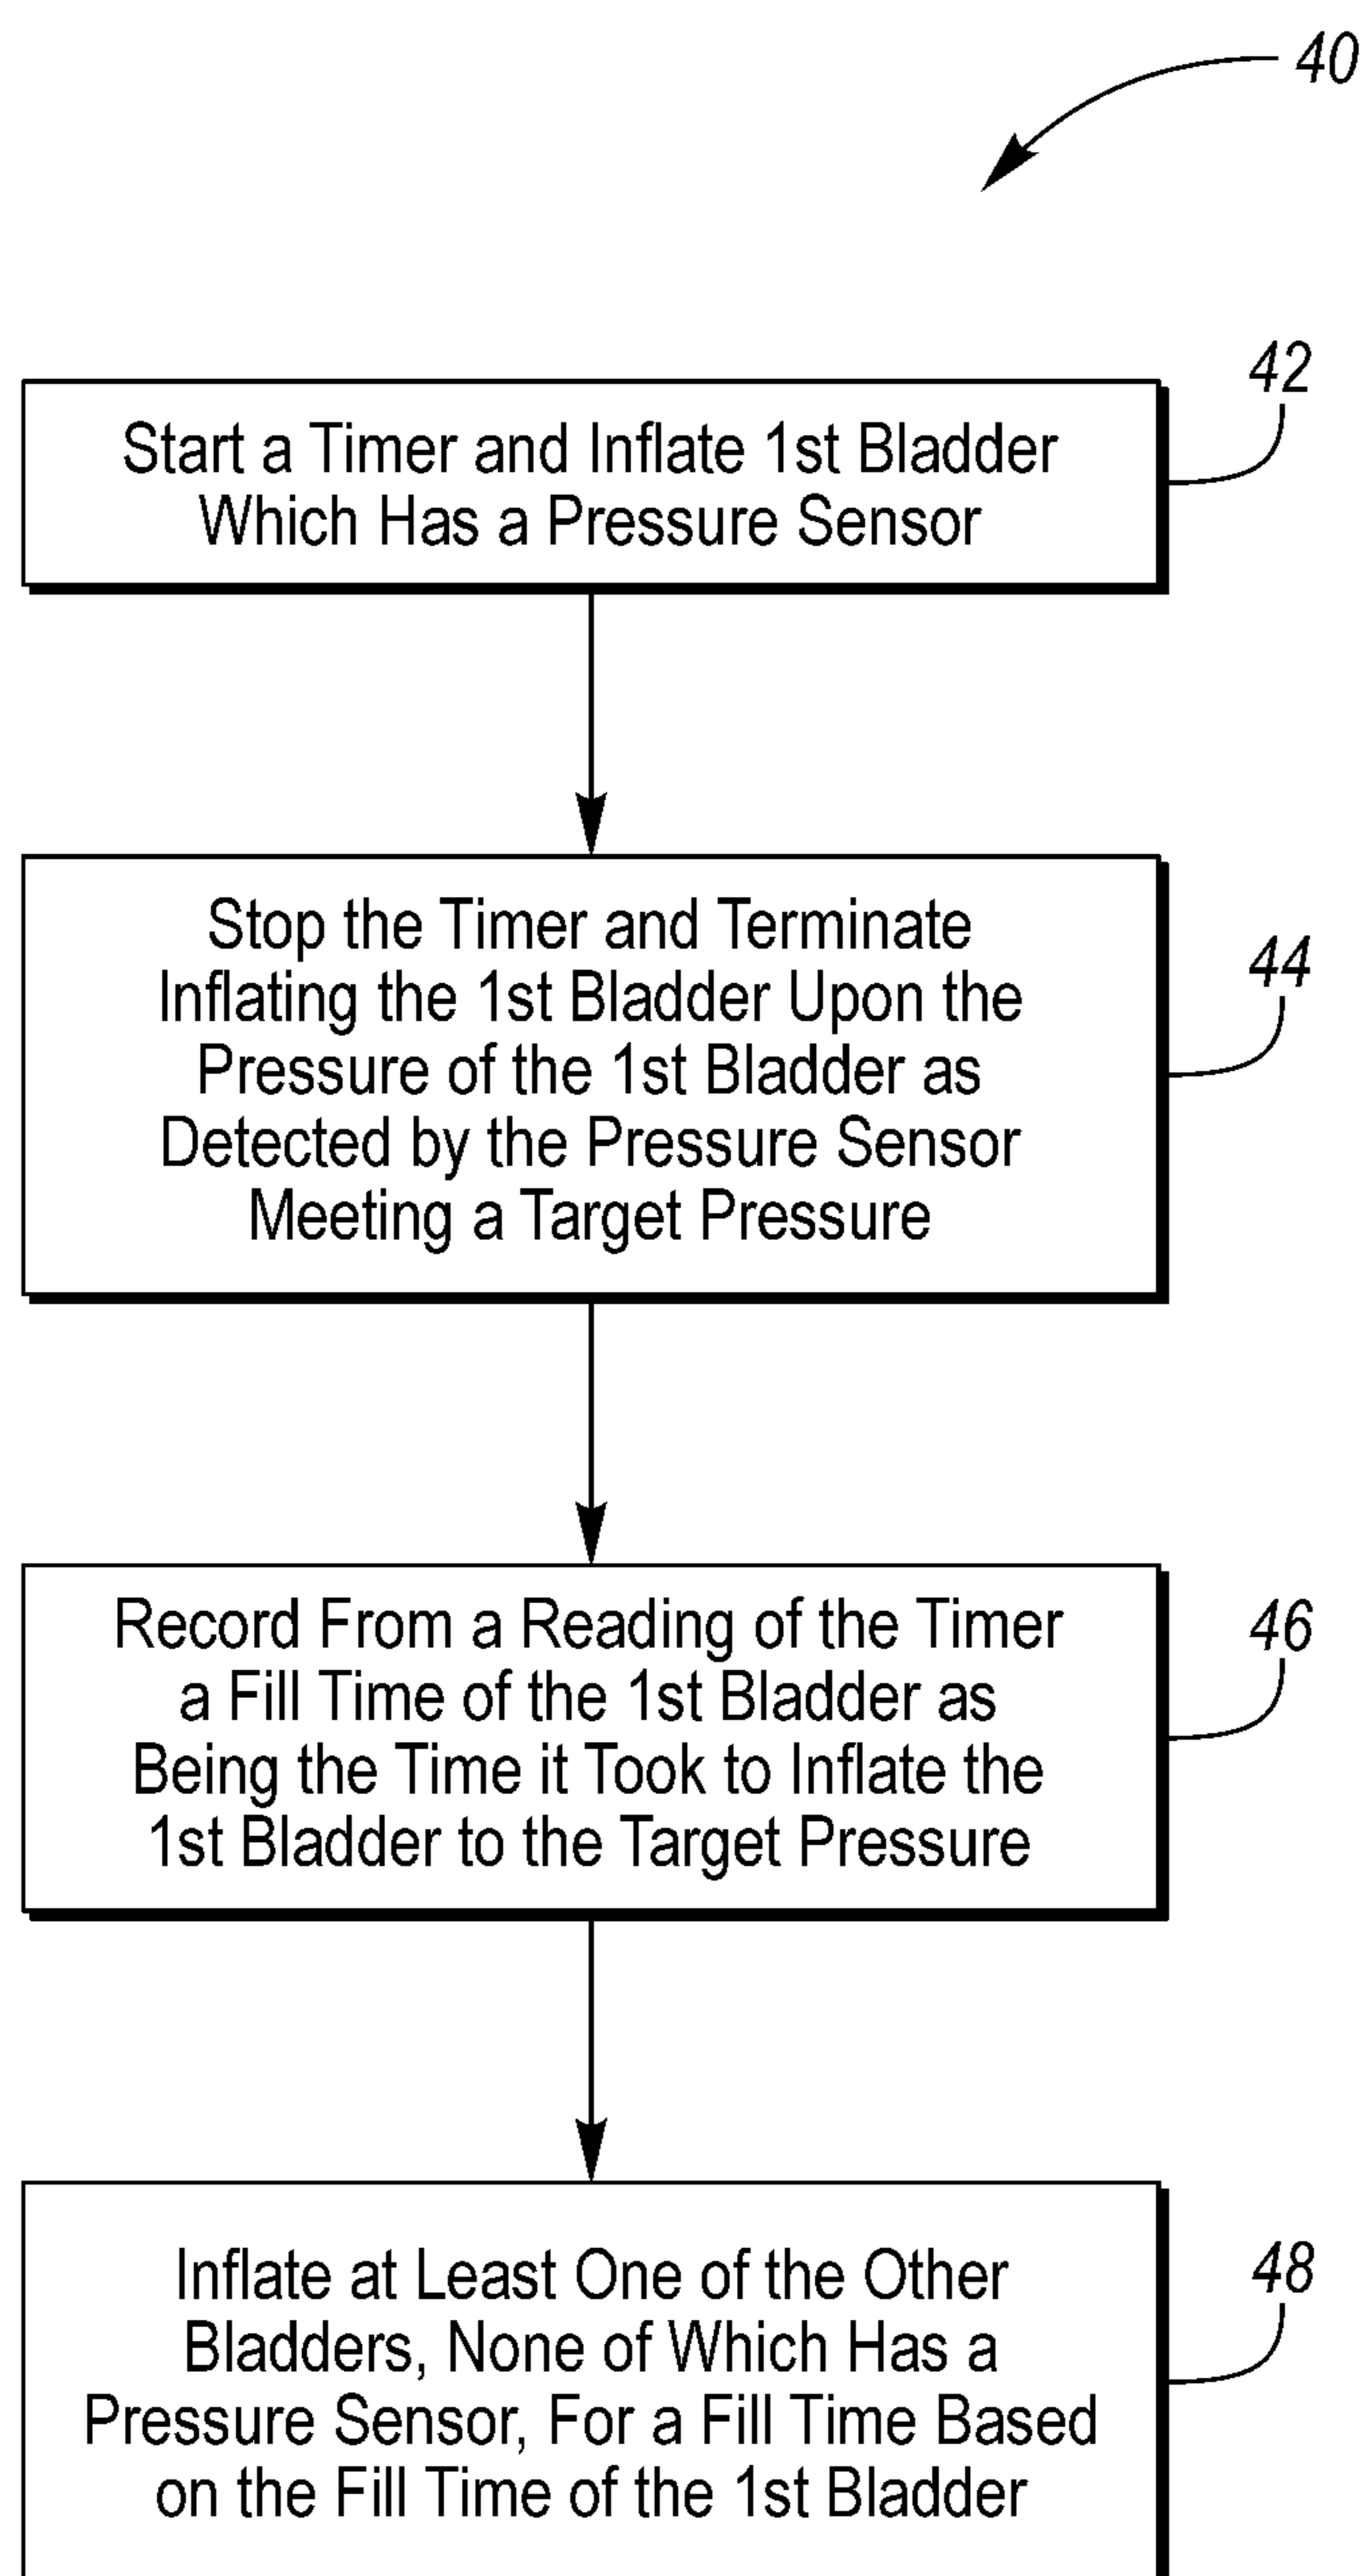 40
42
Start a Timer and Inflate 1st Bladder
Which Has a Pressure Sensor
44
Stop the Timer and Terminate
Inflating the 1st Bladder Upon the
Pressure of the 1st Bladder as
Detected by the Pressure Sensor
Meeting a Target Pressure
46
Record From a Reading of the Timer
a Fill Time of the 1st Bladder as
Being the Time it Took to Inflate the
1st Bladder to the Target Pressure
48
Inflate at Least One of the Other
Bladders, None of Which Has a
Pressure Sensor, For a Fill Time Based
on the Fill Time of the 1st Bladder